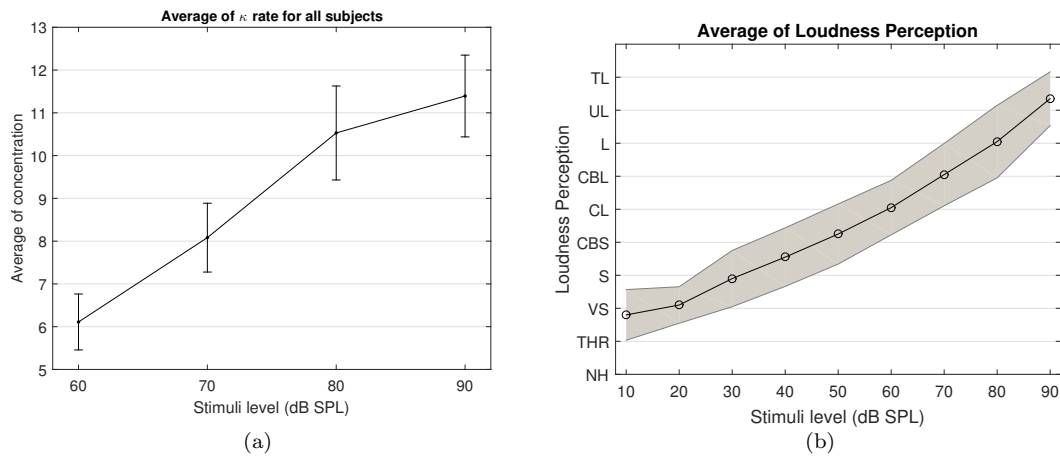 Average of κ rate for all subjects
13
12
11
10
9
8
7
6
5
Average of concentration
60 70 80 90
Stimuli level (dB SPL)
(a)
Average of Loudness Perception
TL
UL
L
CBL
CL
CBS
S
VS
THR
NH
Loudness Perception
10 20 30 40 50 60 70 80 90
Stimuli level (dB SPL)
(b)